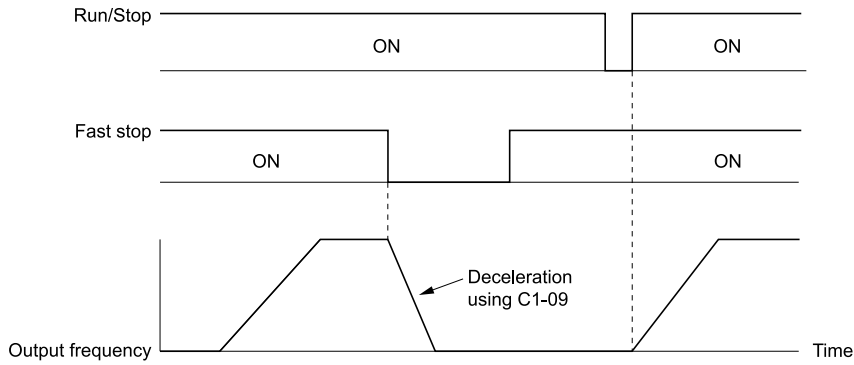 Run/Stop
ON
ON
Fast stop
ON
ON
Deceleration
using C1-09
Output frequency
Time